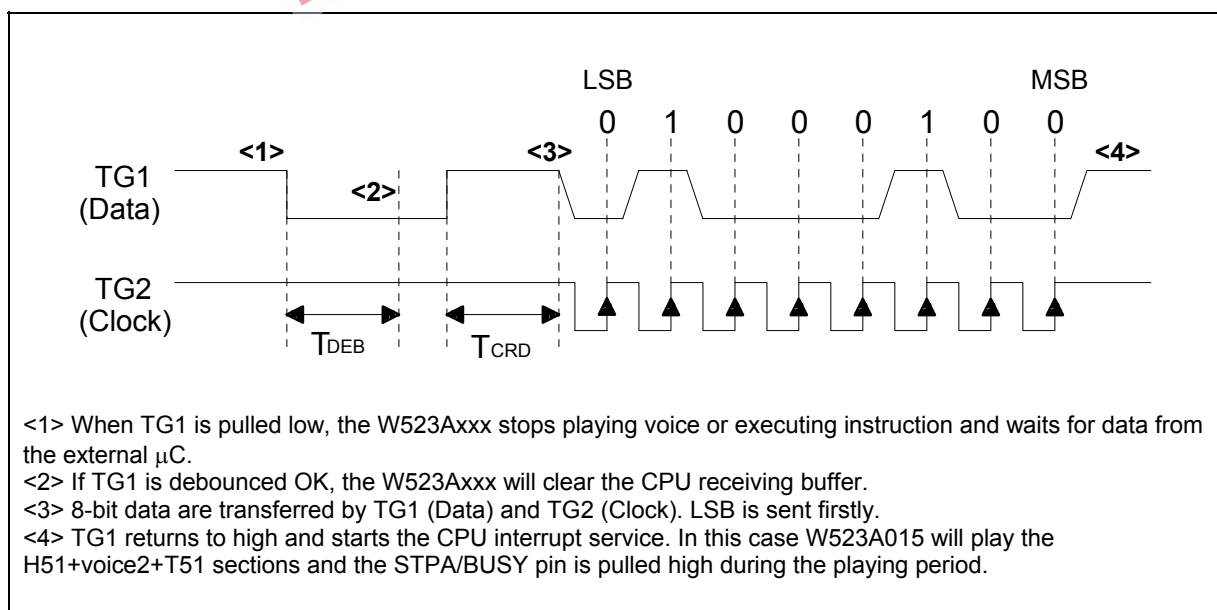 LSB MSB
0 1 0 0 0 1 0 0
<1> <3> <4>
TG1
(Data)
<2>
TG2
(Clock)
TDEB TCRD
<1> When TG1 is pulled low, the W523Axxx stops playing voice or executing instruction and waits for data from
the external μC.
<2> If TG1 is debounced OK, the W523Axxx will clear the CPU receiving buffer.
<3> 8-bit data are transferred by TG1 (Data) and TG2 (Clock). LSB is sent firstly.
<4> TG1 returns to high and starts the CPU interrupt service. In this case W523A015 will play the
H51+voice2+T51 sections and the STPA/BUSY pin is pulled high during the playing period.